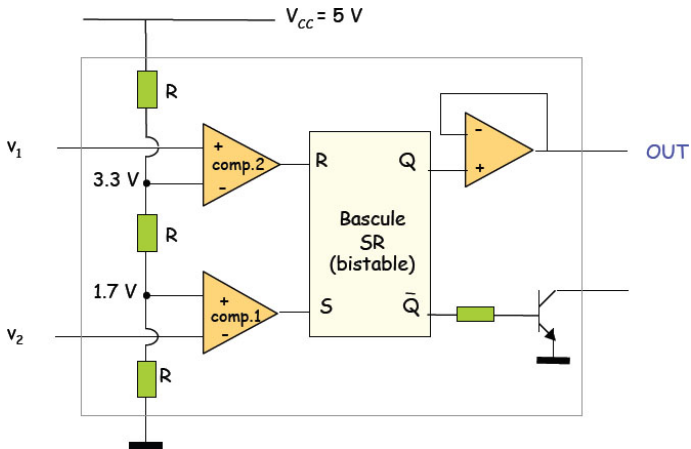 V_CC = 5 V
R
v₁
+
comp.2
-
3.3 V
R
Q
-
+
OUT
R
Bascule
SR
(bistable)
1.7 V
+
comp.1
-
S
Q̄
v₂
R